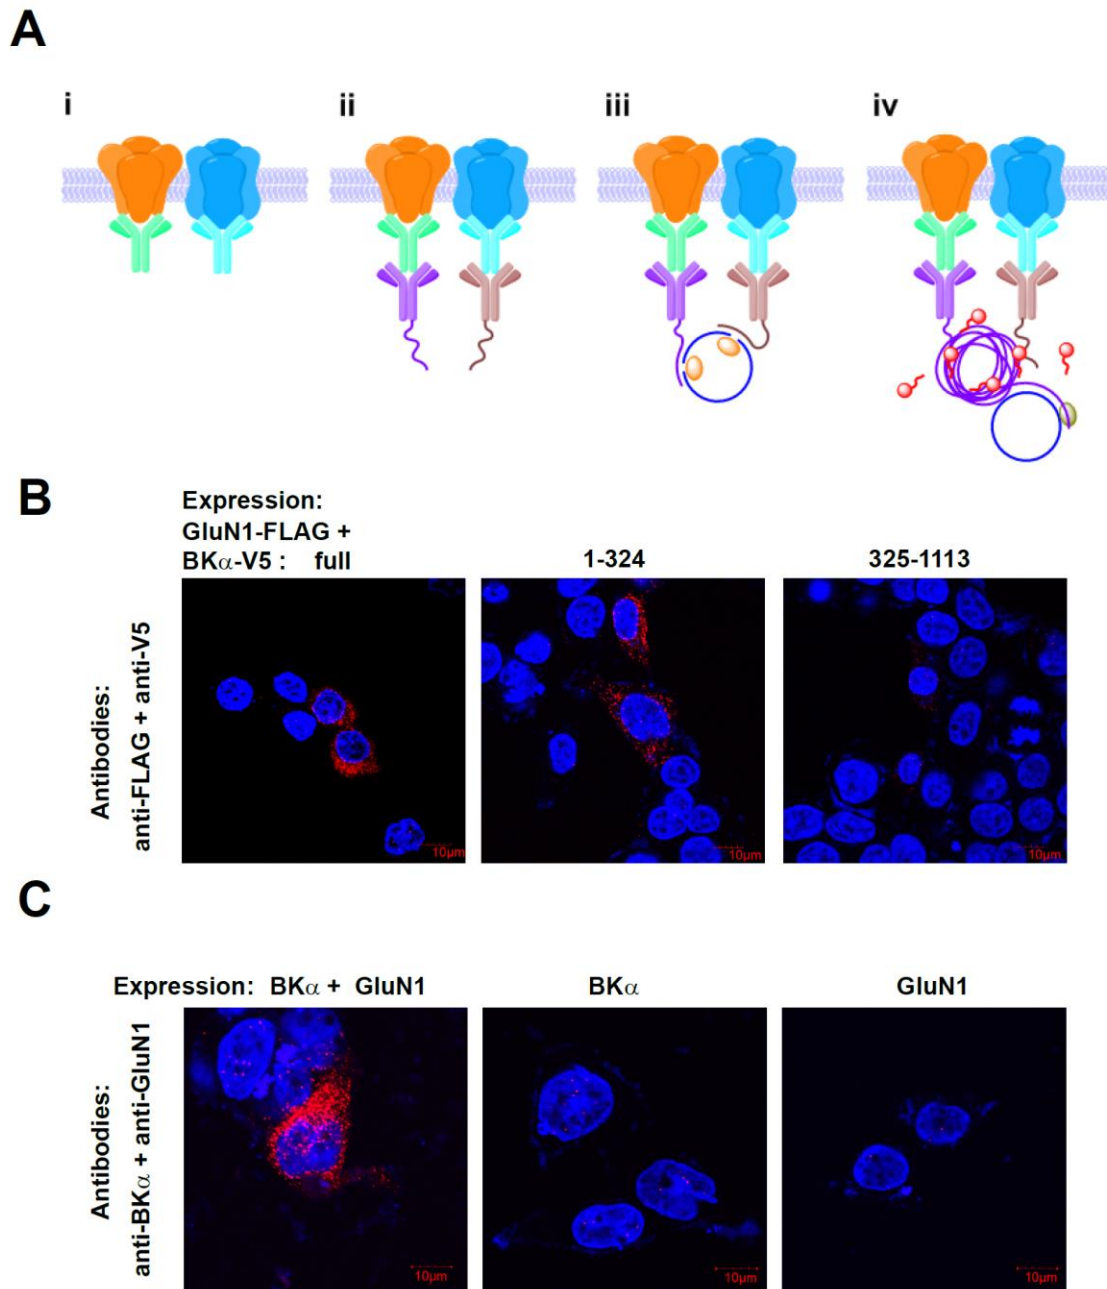 A
i ii iii iv
B
Expression:
GluN1-FLAG +
BKα-V5 : full 1-324 325-1113
Antibodies:
anti-FLAG + anti-V5
10µm 10µm 10µm
C
Expression: BKα + GluN1 BKα GluN1
Antibodies:
anti-BKα + anti-GluN1
10µm 10µm 10µm